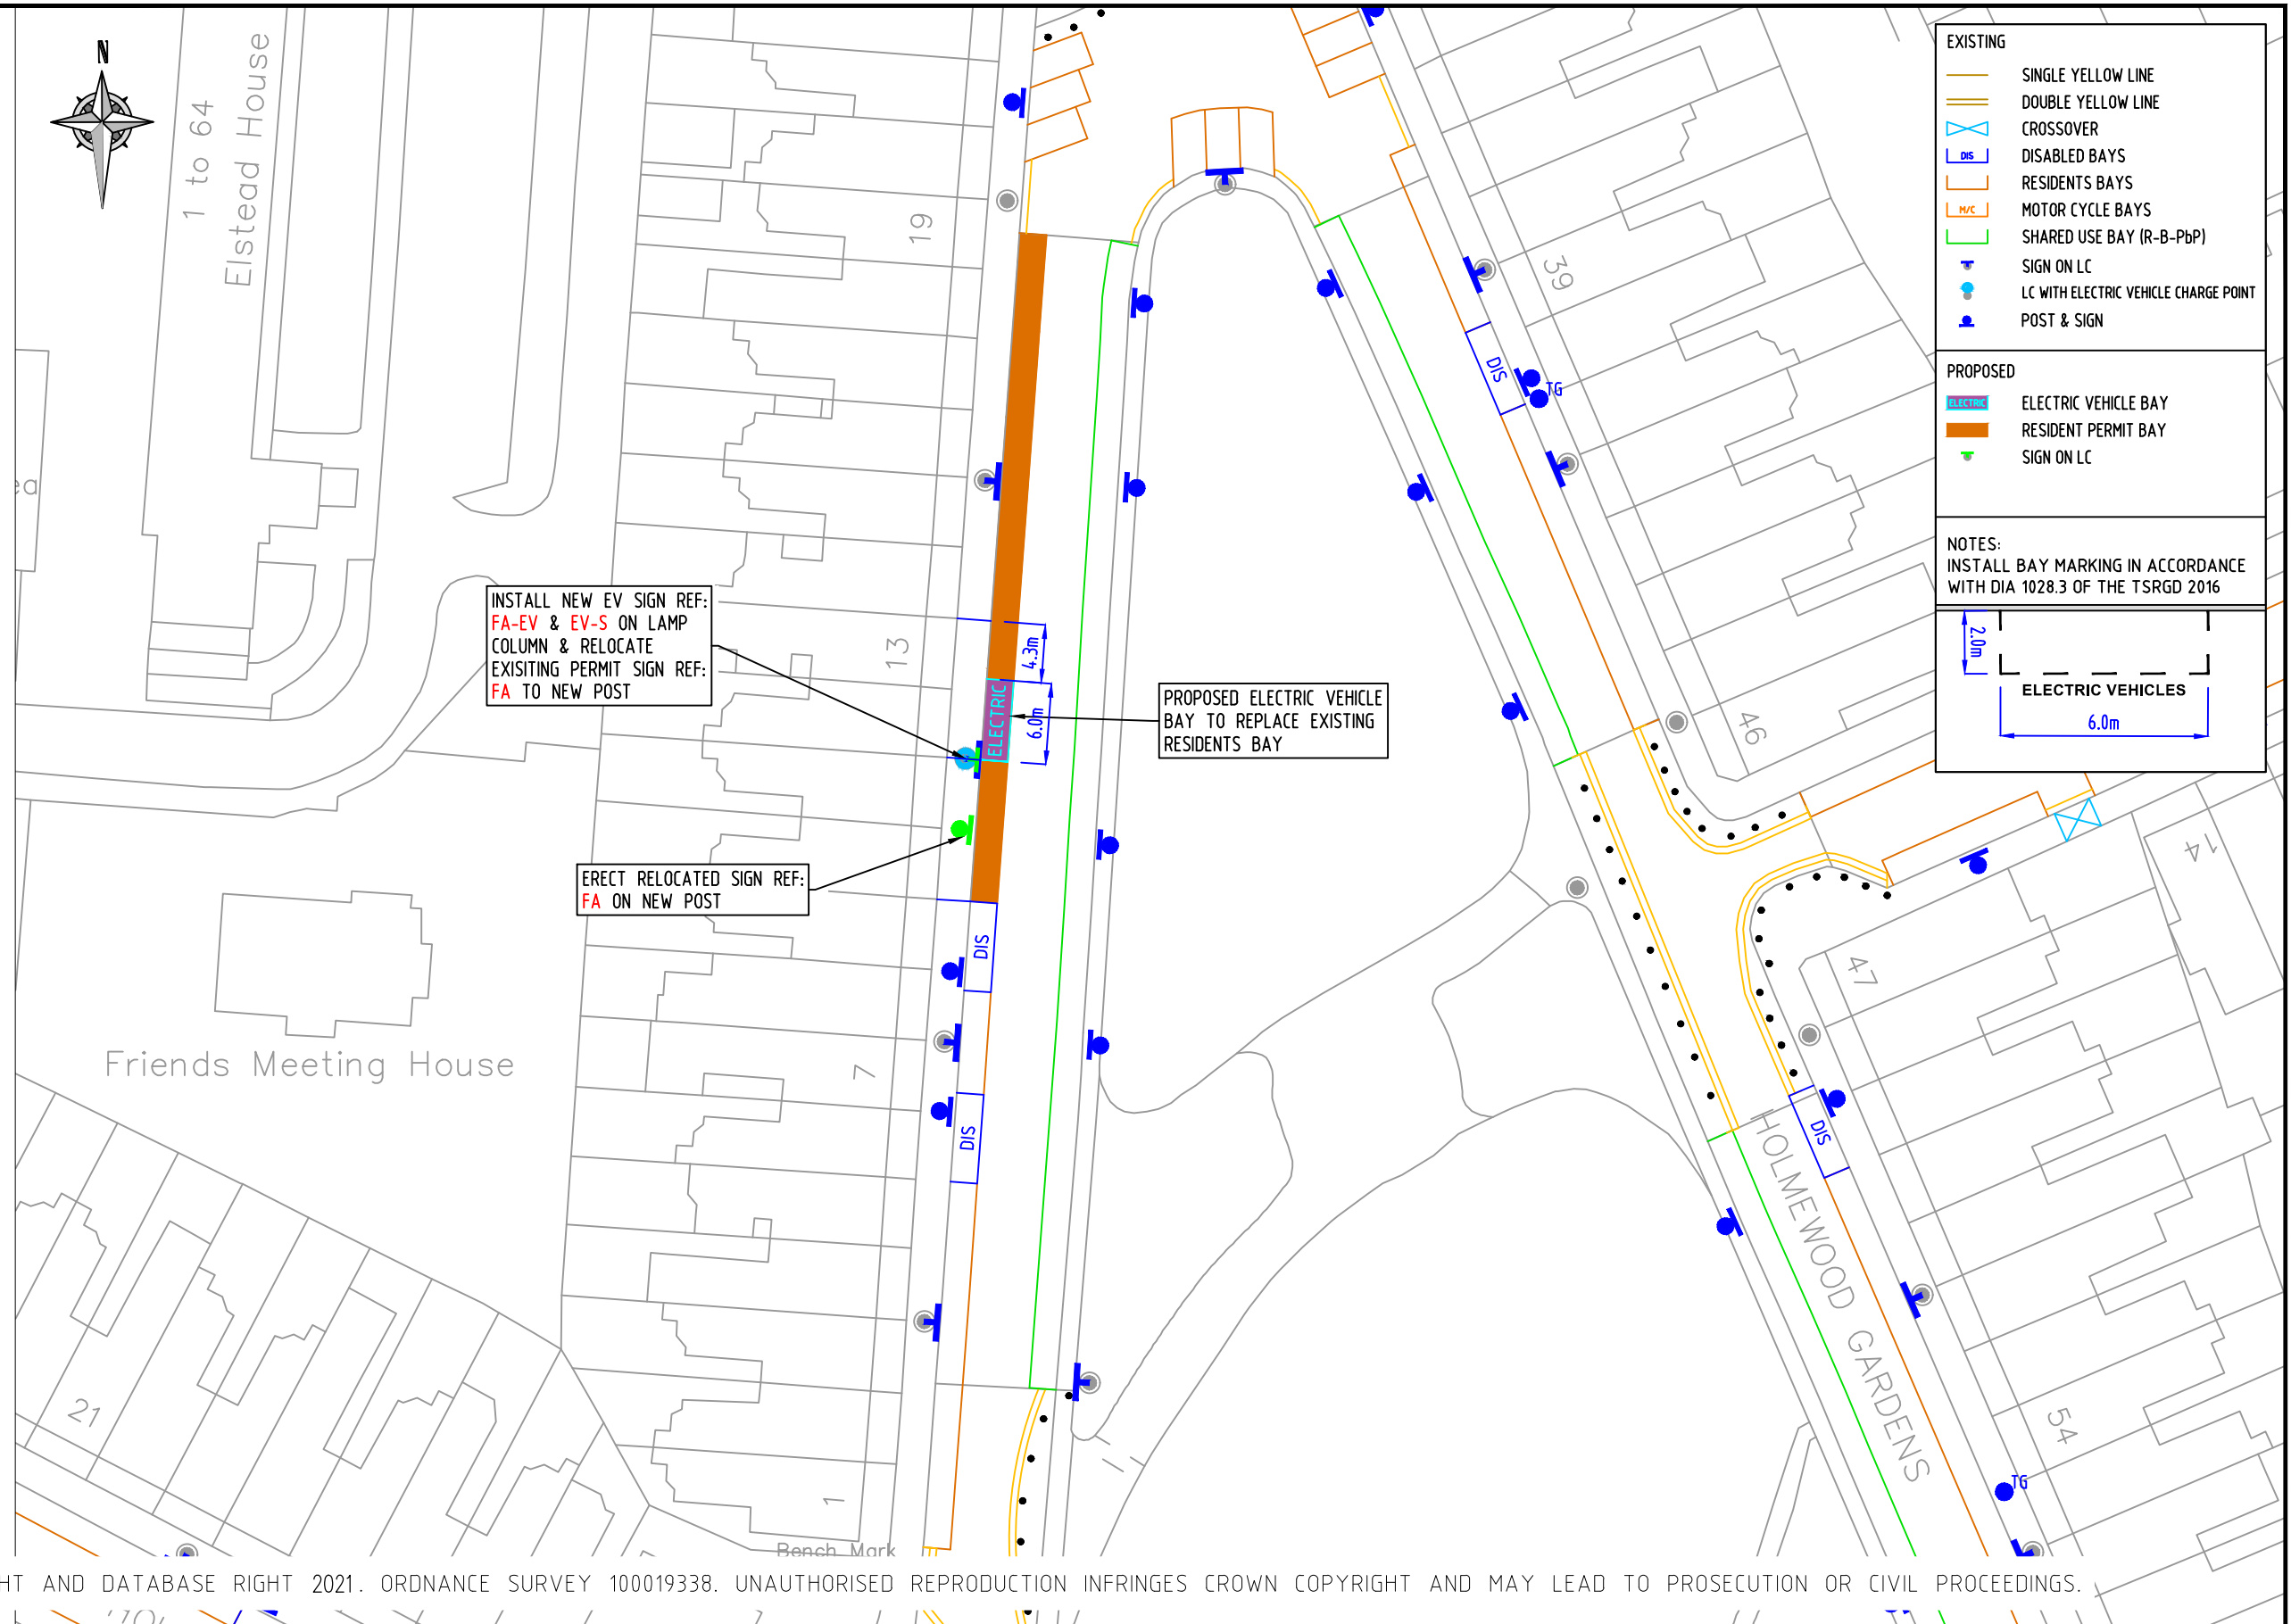 N
1 to 64
Elstead House
19
39
13
46
7
47
14
1
21
54
Friends Meeting House
HOLMEWOOD GARDENS
Bench Mark
INSTALL NEW EV SIGN REF:
FA-EV & EV-S ON LAMP
COLUMN & RELOCATE
EXISITING PERMIT SIGN REF:
FA TO NEW POST
ERECT RELOCATED SIGN REF:
FA ON NEW POST
4.3m
6.0m
ELECTRIC
PROPOSED ELECTRIC VEHICLE
BAY TO REPLACE EXISTING
RESIDENTS BAY
DIS
DIS
DIS
TG
DIS
TG
EXISTING
SINGLE YELLOW LINE
DOUBLE YELLOW LINE
CROSSOVER
DIS DISABLED BAYS
RESIDENTS BAYS
M/C MOTOR CYCLE BAYS
SHARED USE BAY (R-B-PbP)
SIGN ON LC
LC WITH ELECTRIC VEHICLE CHARGE POINT
POST & SIGN
PROPOSED
ELECTRIC ELECTRIC VEHICLE BAY
RESIDENT PERMIT BAY
SIGN ON LC
NOTES:
INSTALL BAY MARKING IN ACCORDANCE
WITH DIA 1028.3 OF THE TSRGD 2016
2.0m
ELECTRIC VEHICLES
6.0m
HT AND DATABASE RIGHT 2021. ORDNANCE SURVEY 100019338. UNAUTHORISED REPRODUCTION INFRINGES CROWN COPYRIGHT AND MAY LEAD TO PROSECUTION OR CIVIL PROCEEDINGS.